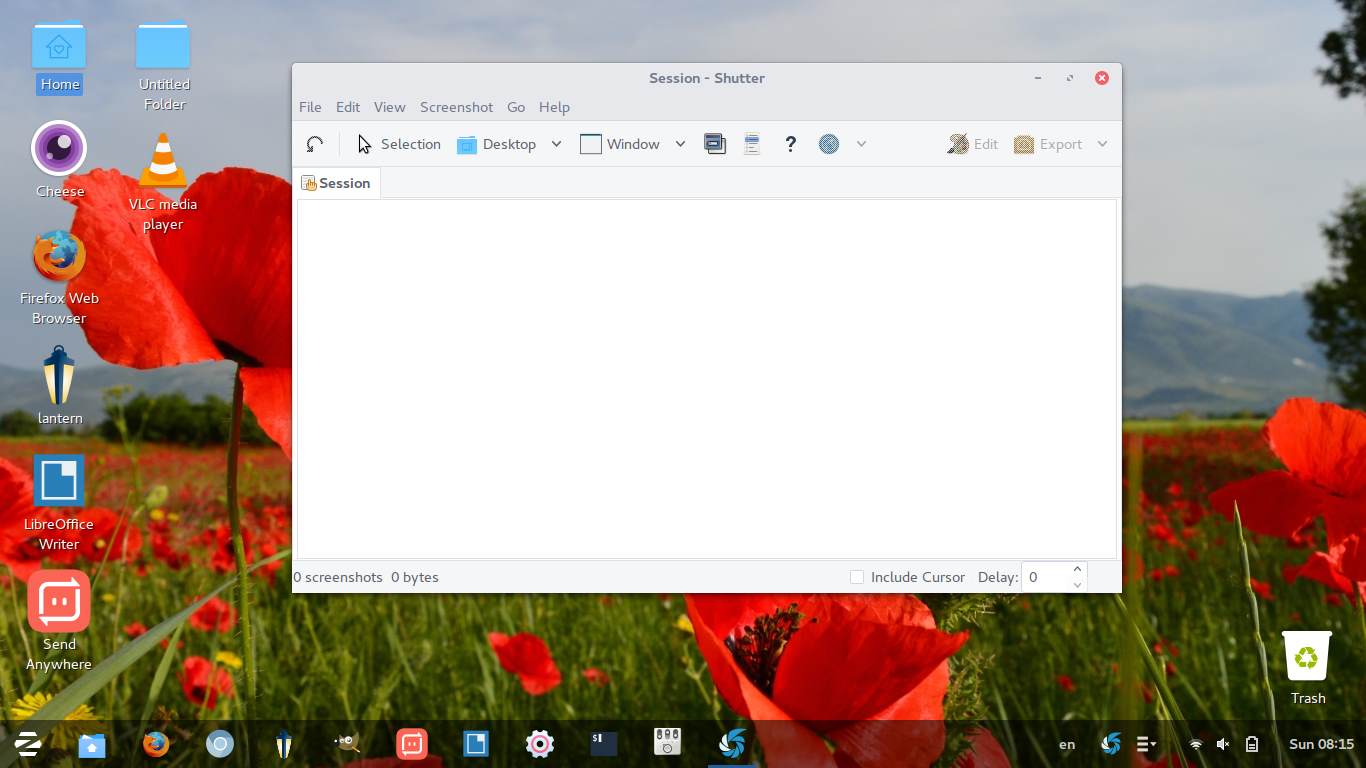 Home
Untitled
Folder
Cheese
VLC media
player
Firefox Web
Browser
lantern
LibreOffice
Writer
Send
Anywhere
Session - Shutter
File Edit View Screenshot Go Help
Selection Desktop Window ? Edit Export
Session
0 screenshots 0 bytes
Include Cursor Delay: 0
Trash
$
en
Sun 08:15